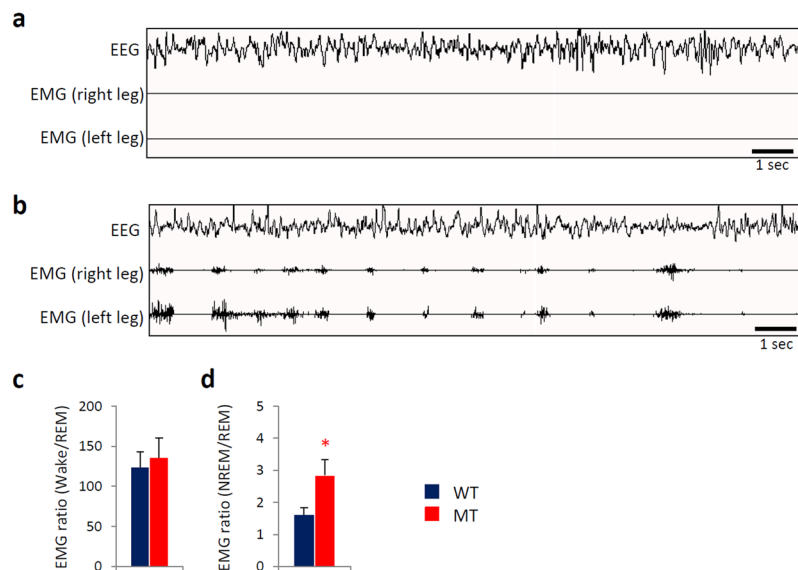 a
EEG
EMG (right leg)
EMG (left leg)
1 sec
b
EEG
EMG (right leg)
EMG (left leg)
1 sec
c
EMG ratio (Wake/REM)
200
150
100
50
0
d
EMG ratio (NREM/REM)
5
4
3
2
1
0
*
WT
MT